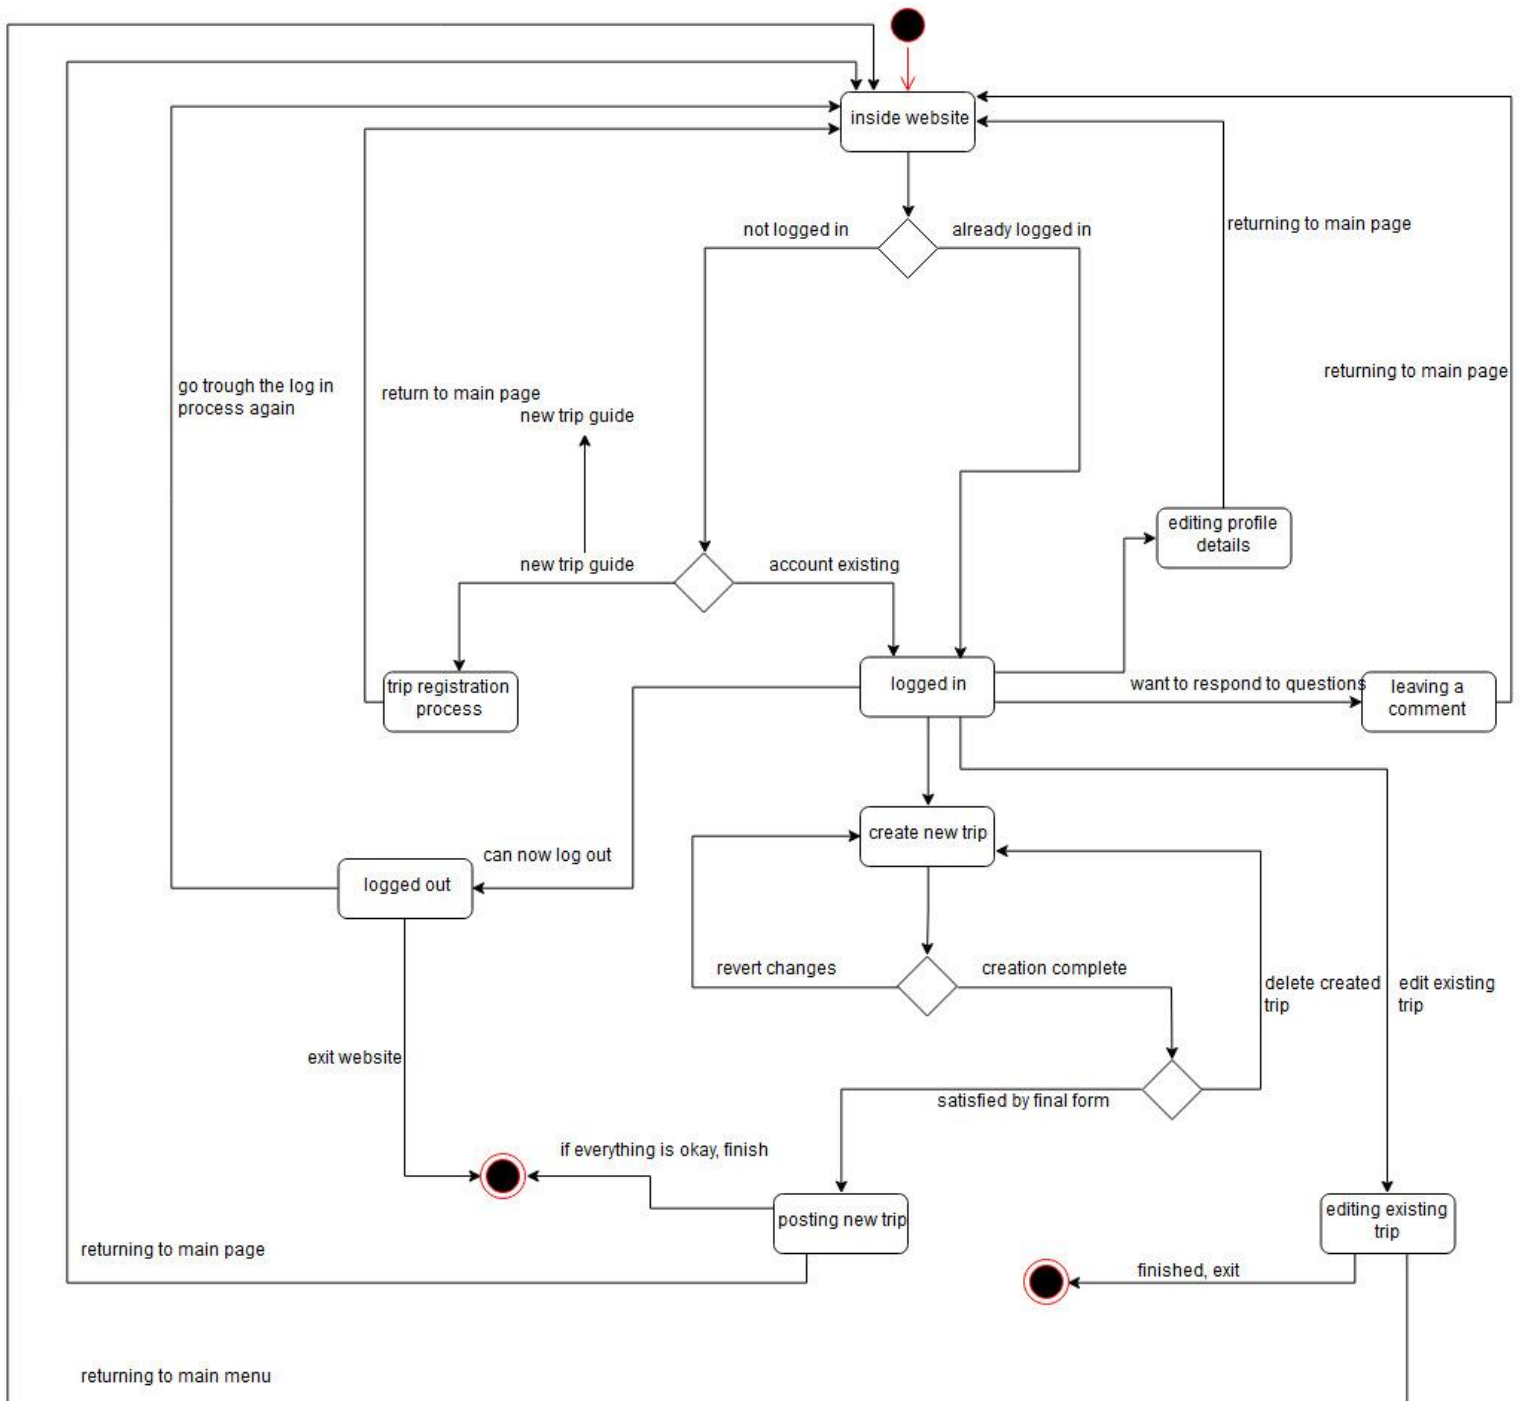 inside website
not logged in
already logged in
returning to main page
go trough the log in
process again
return to main page
new trip guide
returning to main page
editing profile
details
new trip guide
account existing
trip registration
process
logged in
want to respond to questions
leaving a
comment
create new trip
can now log out
logged out
revert changes
creation complete
delete created
trip
edit existing
trip
exit website
satisfied by final form
if everything is okay, finish
posting new trip
editing existing
trip
returning to main page
finished, exit
returning to main menu